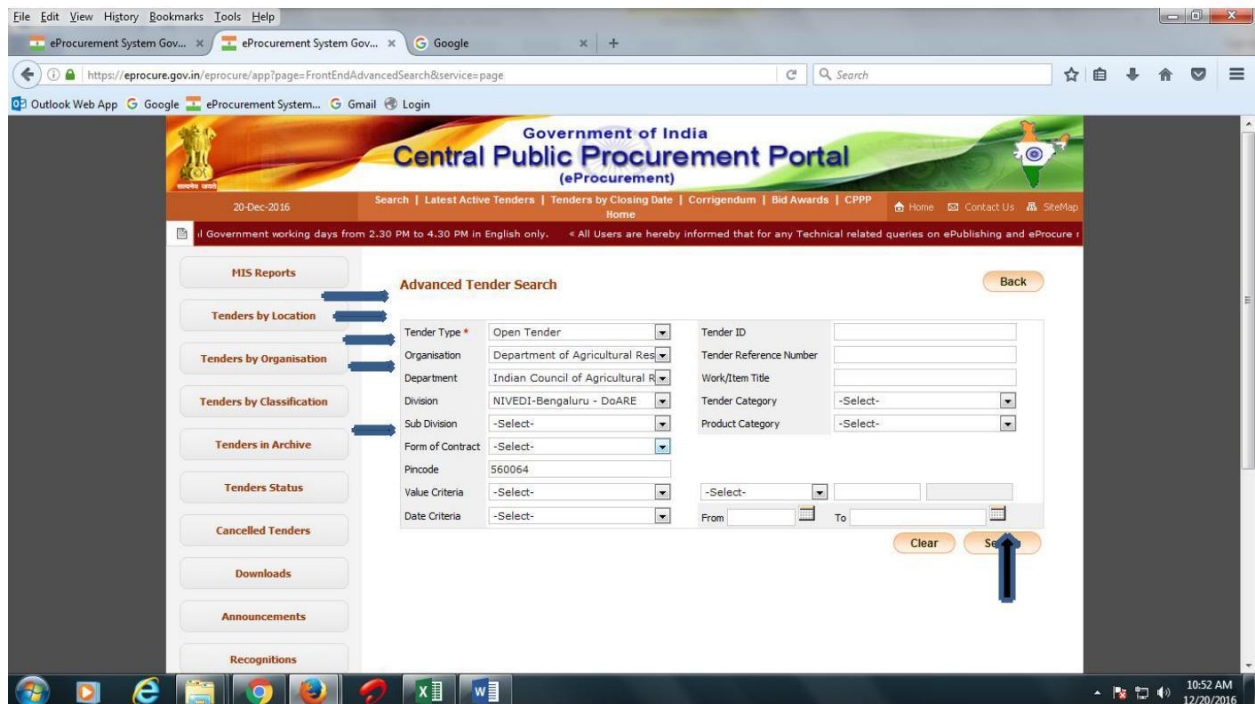 File Edit View History Bookmarks Tools Help
eProcurement System Gov... × eProcurement System Gov... × Google × +
https://eprocure.gov.in/eprocure/app?page=FrontEndAdvancedSearch&service=page Search
Outlook Web App Google eProcurement System... Gmail Login
Government of India
Central Public Procurement Portal
(eProcurement)
सत्यमेव जयते
20-Dec-2016
Search | Latest Active Tenders | Tenders by Closing Date | Corrigendum | Bid Awards | CPPP
Home
Home Contact Us SiteMap
Government working days from 2.30 PM to 4.30 PM in English only. « All Users are hereby informed that for any Technical related queries on ePublishing and eProcure
MIS Reports
Tenders by Location
Tenders by Organisation
Tenders by Classification
Tenders in Archive
Tenders Status
Cancelled Tenders
Downloads
Announcements
Recognitions
Advanced Tender Search
Back
Tender Type * Open Tender Tender ID
Organisation Department of Agricultural Res Tender Reference Number
Department Indian Council of Agricultural R Work/Item Title
Division NIVEDI-Bengaluru - DoARE Tender Category -Select-
Sub Division -Select- Product Category -Select-
Form of Contract -Select-
Pincode 560064
Value Criteria -Select- -Select-
Date Criteria -Select- From To
Clear
10:52 AM
12/20/2016